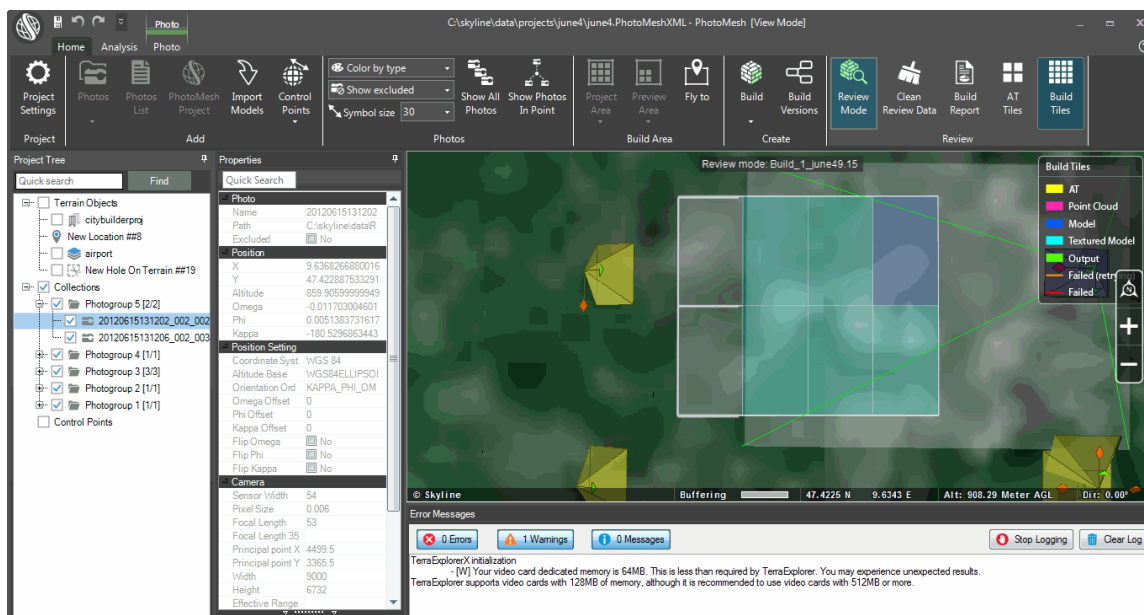 Photo
C:\skyline\data\projects\june4\june4.PhotoMeshXML - PhotoMesh [View Mode]
Home Analysis Photo
Project Settings
Photos
Photos List
PhotoMesh Project
Import Models
Control Points
Color by type
Show excluded
Symbol size 30
Show All Photos
Show Photos In Point
Project Area
Preview Area
Fly to
Build
Build Versions
Review Mode
Clean Review Data
Build Report
AT Tiles
Build Tiles
Project Add Photos Build Area Create Review
Project Tree
Quick search Find
Terrain Objects
citybuilderproj
New Location ##8
airport
New Hole On Terrain ##19
Collections
Photogroup 5 [2/2]
20120615131202_002_002
20120615131206_002_003
Photogroup 4 [1/1]
Photogroup 3 [3/3]
Photogroup 2 [1/1]
Photogroup 1 [1/1]
Control Points
Properties
Quick Search
Photo
Name 20120615131202
Path C:\skyline\data\R
Excluded No
Position
X 9.6368266880016
Y 47.422887533291
Altitude 859.90599999949
Omega -0.011703004601
Phi 0.0051383731617
Kappa -180.5296863443
Position Setting
Coordinate Syst WGS 84
Altitude Base WGS84ELLIPSOI
Orientation Ord KAPPA_PHI_OM
Omega Offset 0
Phi Offset 0
Kappa Offset 0
Flip Omega No
Flip Phi No
Flip Kappa No
Camera
Sensor Width 54
Pixel Size 0.006
Focal Length 53
Focal Length 35
Principal point X 4499.5
Principal point Y 3365.5
Width 9000
Height 6732
Effective Range
Review mode: Build_1_june49.15
Build Tiles
AT
Point Cloud
Model
Textured Model
Output
Failed (retrying)
Failed
N
© Skyline Buffering 47.4225 N 9.6343 E Alt: 908.29 Meter AGL Dir: 0.00°
Error Messages
0 Errors 1 Warnings 0 Messages Stop Logging Clear Log
TerraExplorerX initialization
- [W] Your video card dedicated memory is 64MB. This is less than required by TerraExplorer. You may experience unexpected results.
TerraExplorer supports video cards with 128MB of memory, although it is recommended to use video cards with 512MB or more.